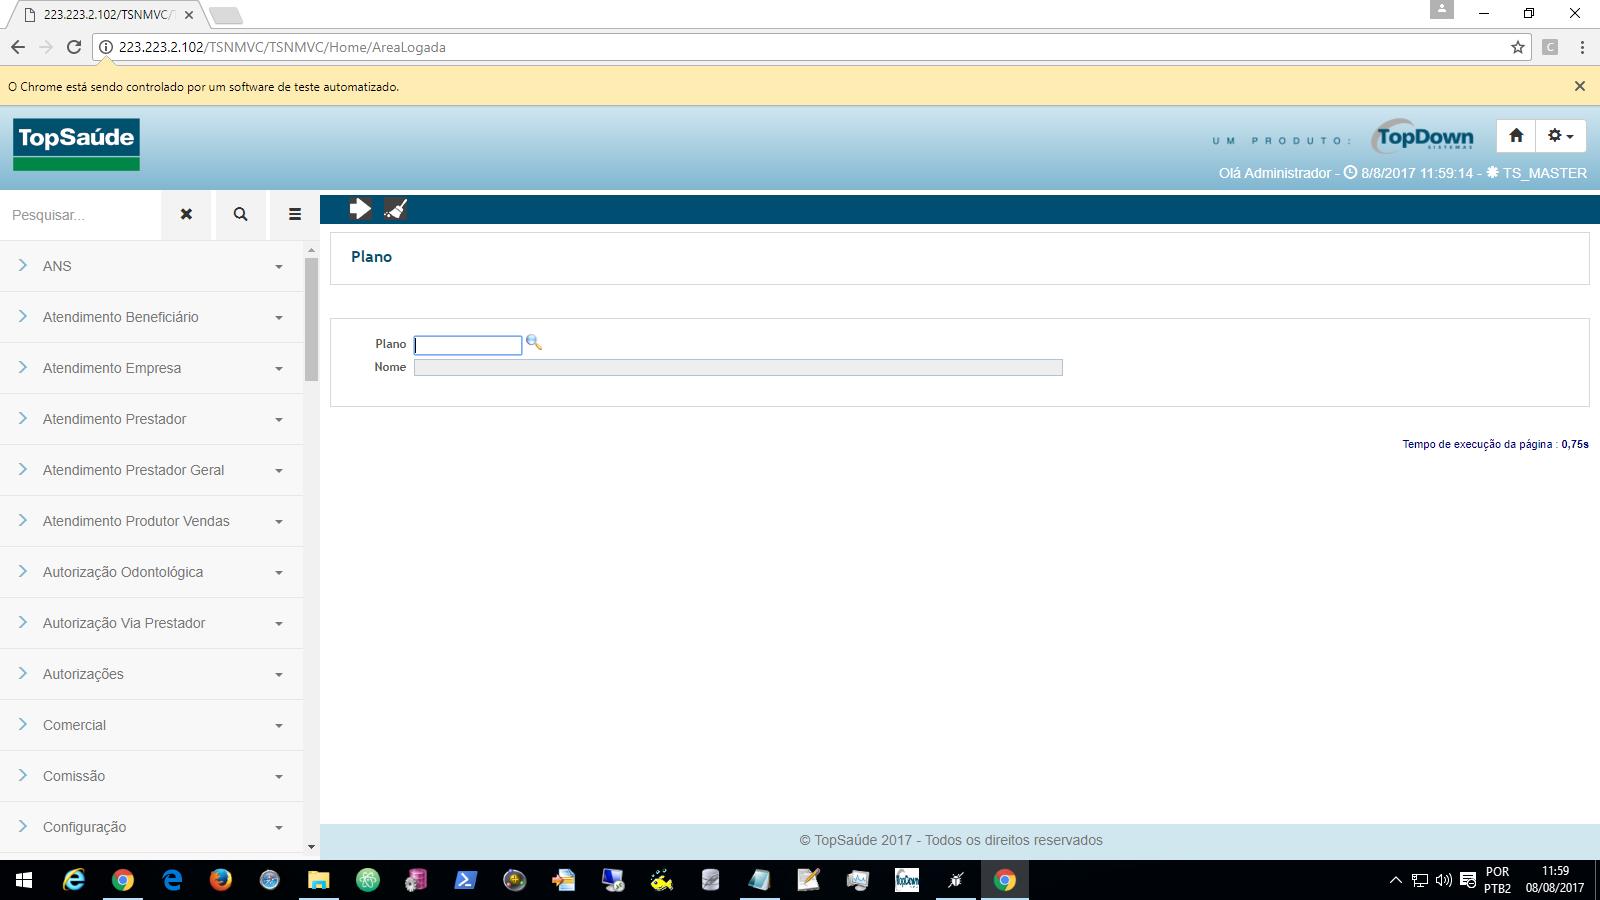 223.223.2.102/TSNMVC/T
223.223.2.102/TSNMVC/TSNMVC/Home/AreaLogada
C
O Chrome está sendo controlado por um software de teste automatizado.
TopSaúde
UM PRODUTO:
TopDown
SISTEMAS
Olá Administrador - 8/8/2017 11:59:14 - TS_MASTER
Pesquisar...
ANS
Atendimento Beneficiário
Atendimento Empresa
Atendimento Prestador
Atendimento Prestador Geral
Atendimento Produtor Vendas
Autorização Odontológica
Autorização Via Prestador
Autorizações
Comercial
Comissão
Configuração
Plano
Plano
Nome
Tempo de execução da página : 0,75s
© TopSaúde 2017 - Todos os direitos reservados
TopDown
POR
PTB2
11:59
08/08/2017